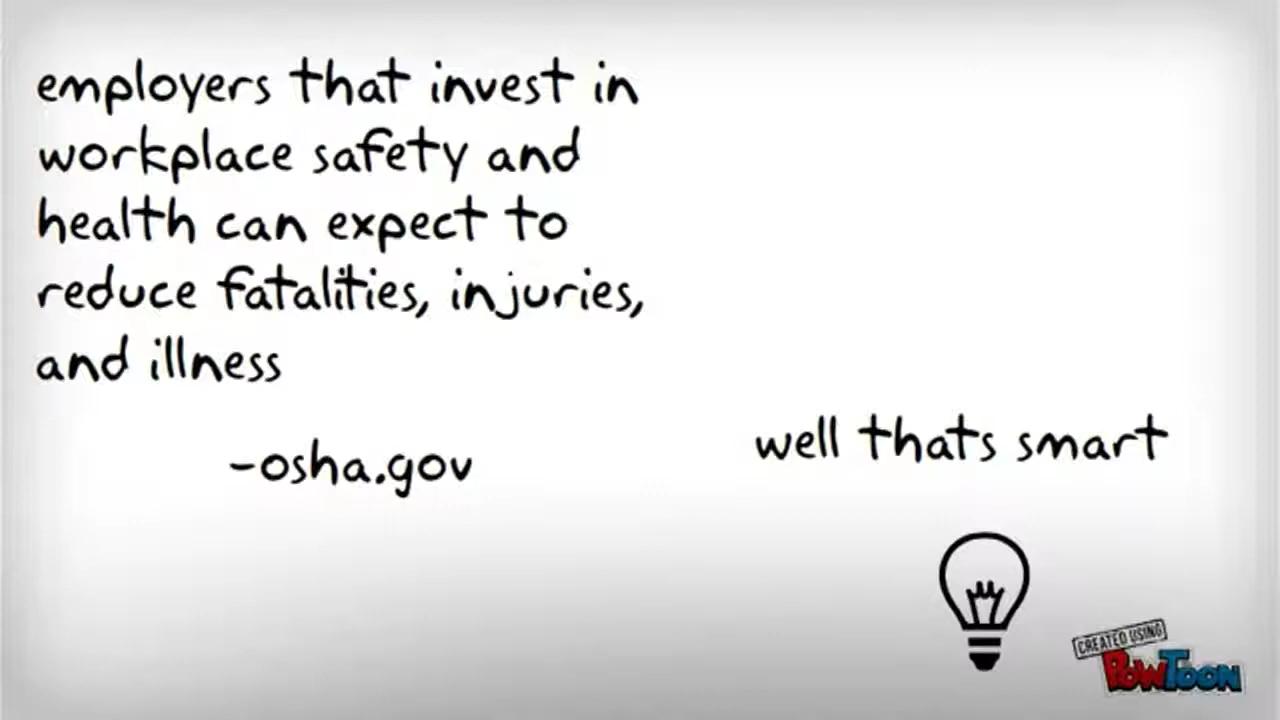 employers that invest in
workplace safety and
health can expect to
reduce fatalities, injuries,
and illness
-osha.gov
well thats smart
CREATED USING
POWTOON